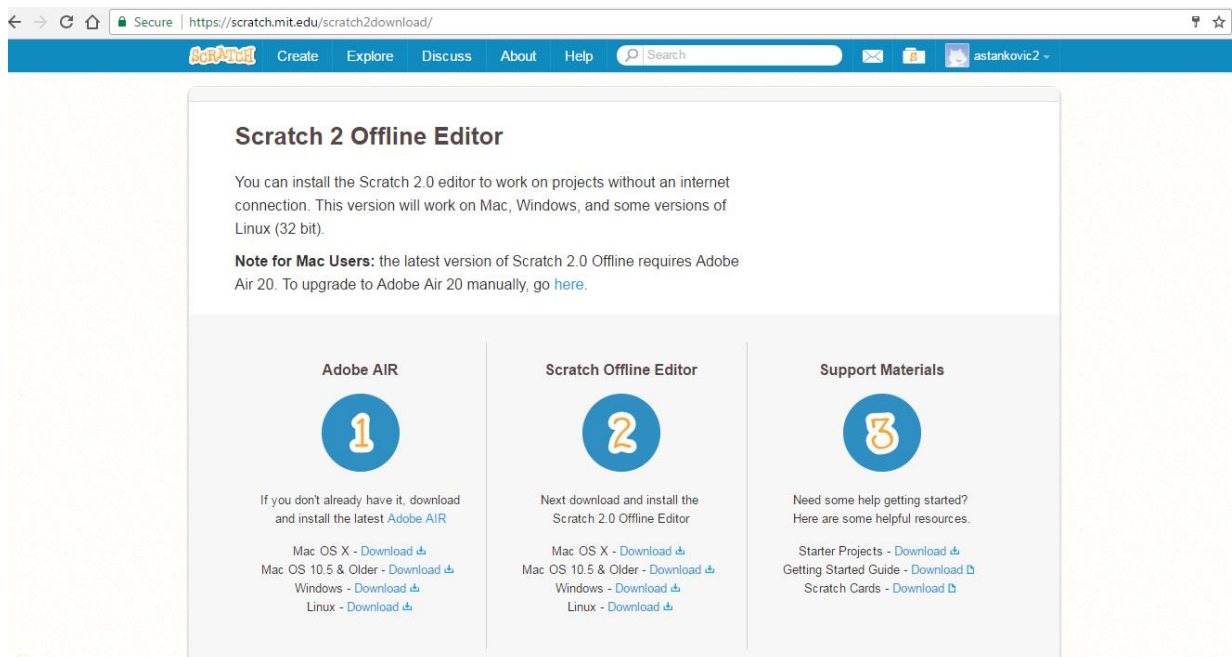 Secure | https://scratch.mit.edu/scratch2download/
SCRATCH Create Explore Discuss About Help Search astankovic2
Scratch 2 Offline Editor
You can install the Scratch 2.0 editor to work on projects without an internet
connection. This version will work on Mac, Windows, and some versions of
Linux (32 bit).
Note for Mac Users: the latest version of Scratch 2.0 Offline requires Adobe
Air 20. To upgrade to Adobe Air 20 manually, go here.
Adobe AIR
1
If you don't already have it, download
and install the latest Adobe AIR
Mac OS X - Download
Mac OS 10.5 & Older - Download
Windows - Download
Linux - Download
Scratch Offline Editor
2
Next download and install the
Scratch 2.0 Offline Editor
Mac OS X - Download
Mac OS 10.5 & Older - Download
Windows - Download
Linux - Download
Support Materials
3
Need some help getting started?
Here are some helpful resources.
Starter Projects - Download
Getting Started Guide - Download
Scratch Cards - Download